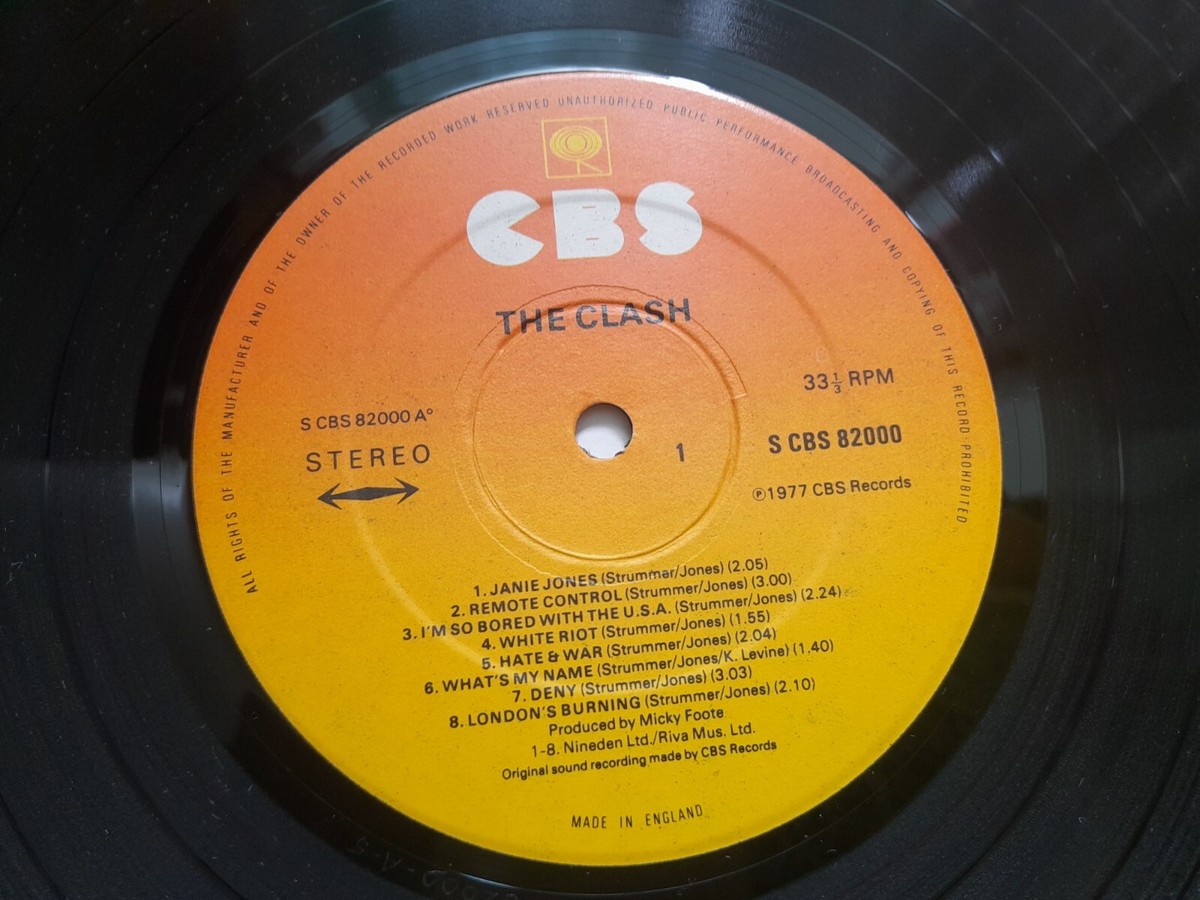 ALL RIGHTS OF THE MANUFACTURER AND OF THE OWNER OF THE RECORDED WORK RESERVED UNAUTHORIZED PUBLIC PERFORMANCE BROADCASTING AND COPYING OF THIS RECORD PROHIBITED
CBS
THE CLASH
33⅓ RPM
S CBS 82000 A°
STEREO
1
S CBS 82000
℗1977 CBS Records
1. JANIE JONES (Strummer/Jones) (2.05)
2. REMOTE CONTROL (Strummer/Jones) (3.00)
3. I'M SO BORED WITH THE U.S.A. (Strummer/Jones) (2.24)
4. WHITE RIOT (Strummer/Jones) (1.55)
5. HATE & WAR (Strummer/Jones) (2.04)
6. WHAT'S MY NAME (Strummer/Jones/K. Levine) (1.40)
7. DENY (Strummer/Jones) (3.03)
8. LONDON'S BURNING (Strummer/Jones) (2.10)
Produced by Micky Foote
1-8. Nineden Ltd./Riva Mus. Ltd.
Original sound recording made by CBS Records
MADE IN ENGLAND